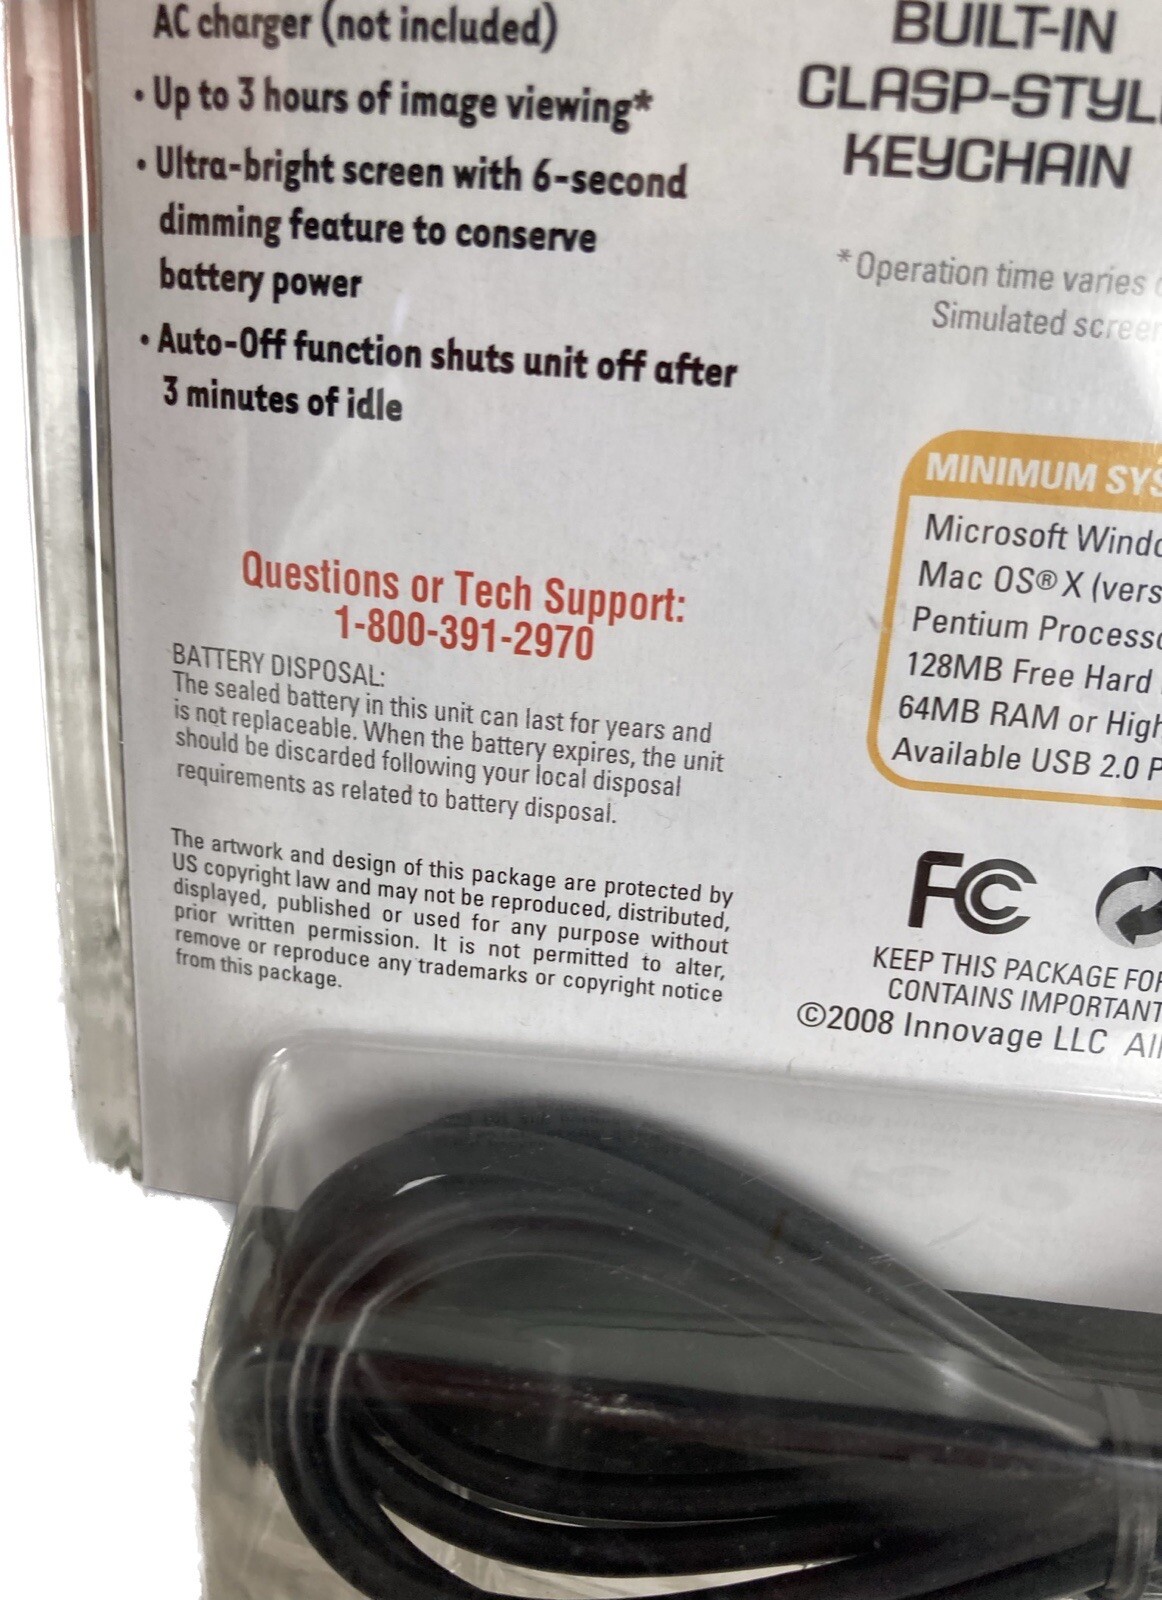 AC charger (not included)
• Up to 3 hours of image viewing*
• Ultra-bright screen with 6-second
dimming feature to conserve
battery power
• Auto-Off function shuts unit off after
3 minutes of idle
BUILT-IN
CLASP-STYL
KEYCHAIN
*Operation time varies
Simulated screen
MINIMUM SYS
Microsoft Windo
Mac OS® X (vers
Pentium Processo
128MB Free Hard
64MB RAM or High
Available USB 2.0 P
Questions or Tech Support:
1-800-391-2970
BATTERY DISPOSAL:
The sealed battery in this unit can last for years and
is not replaceable. When the battery expires, the unit
should be discarded following your local disposal
requirements as related to battery disposal.
The artwork and design of this package are protected by
US copyright law and may not be reproduced, distributed,
displayed, published or used for any purpose without
prior written permission. It is not permitted to alter,
remove or reproduce any trademarks or copyright notice
from this package.
FC
KEEP THIS PACKAGE FOR
CONTAINS IMPORTANT
©2008 Innovage LLC All